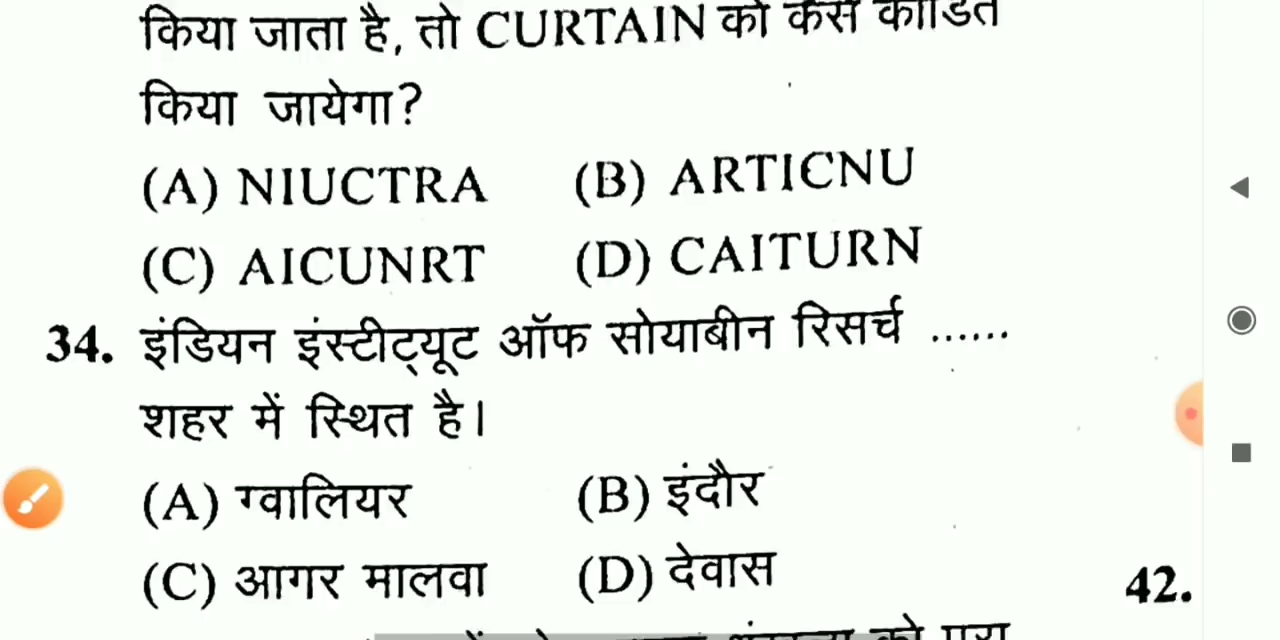 किया जाता है, तो CURTAIN को कैसे कोडित
किया जायेगा?
(A) NIUCTRA (B) ARTICNU
(C) AICUNRT (D) CAITURN
34. इंडियन इंस्टीट्यूट ऑफ सोयाबीन रिसर्च ......
शहर में स्थित है।
(A) ग्वालियर (B) इंदौर
(C) आगर मालवा (D) देवास
42.